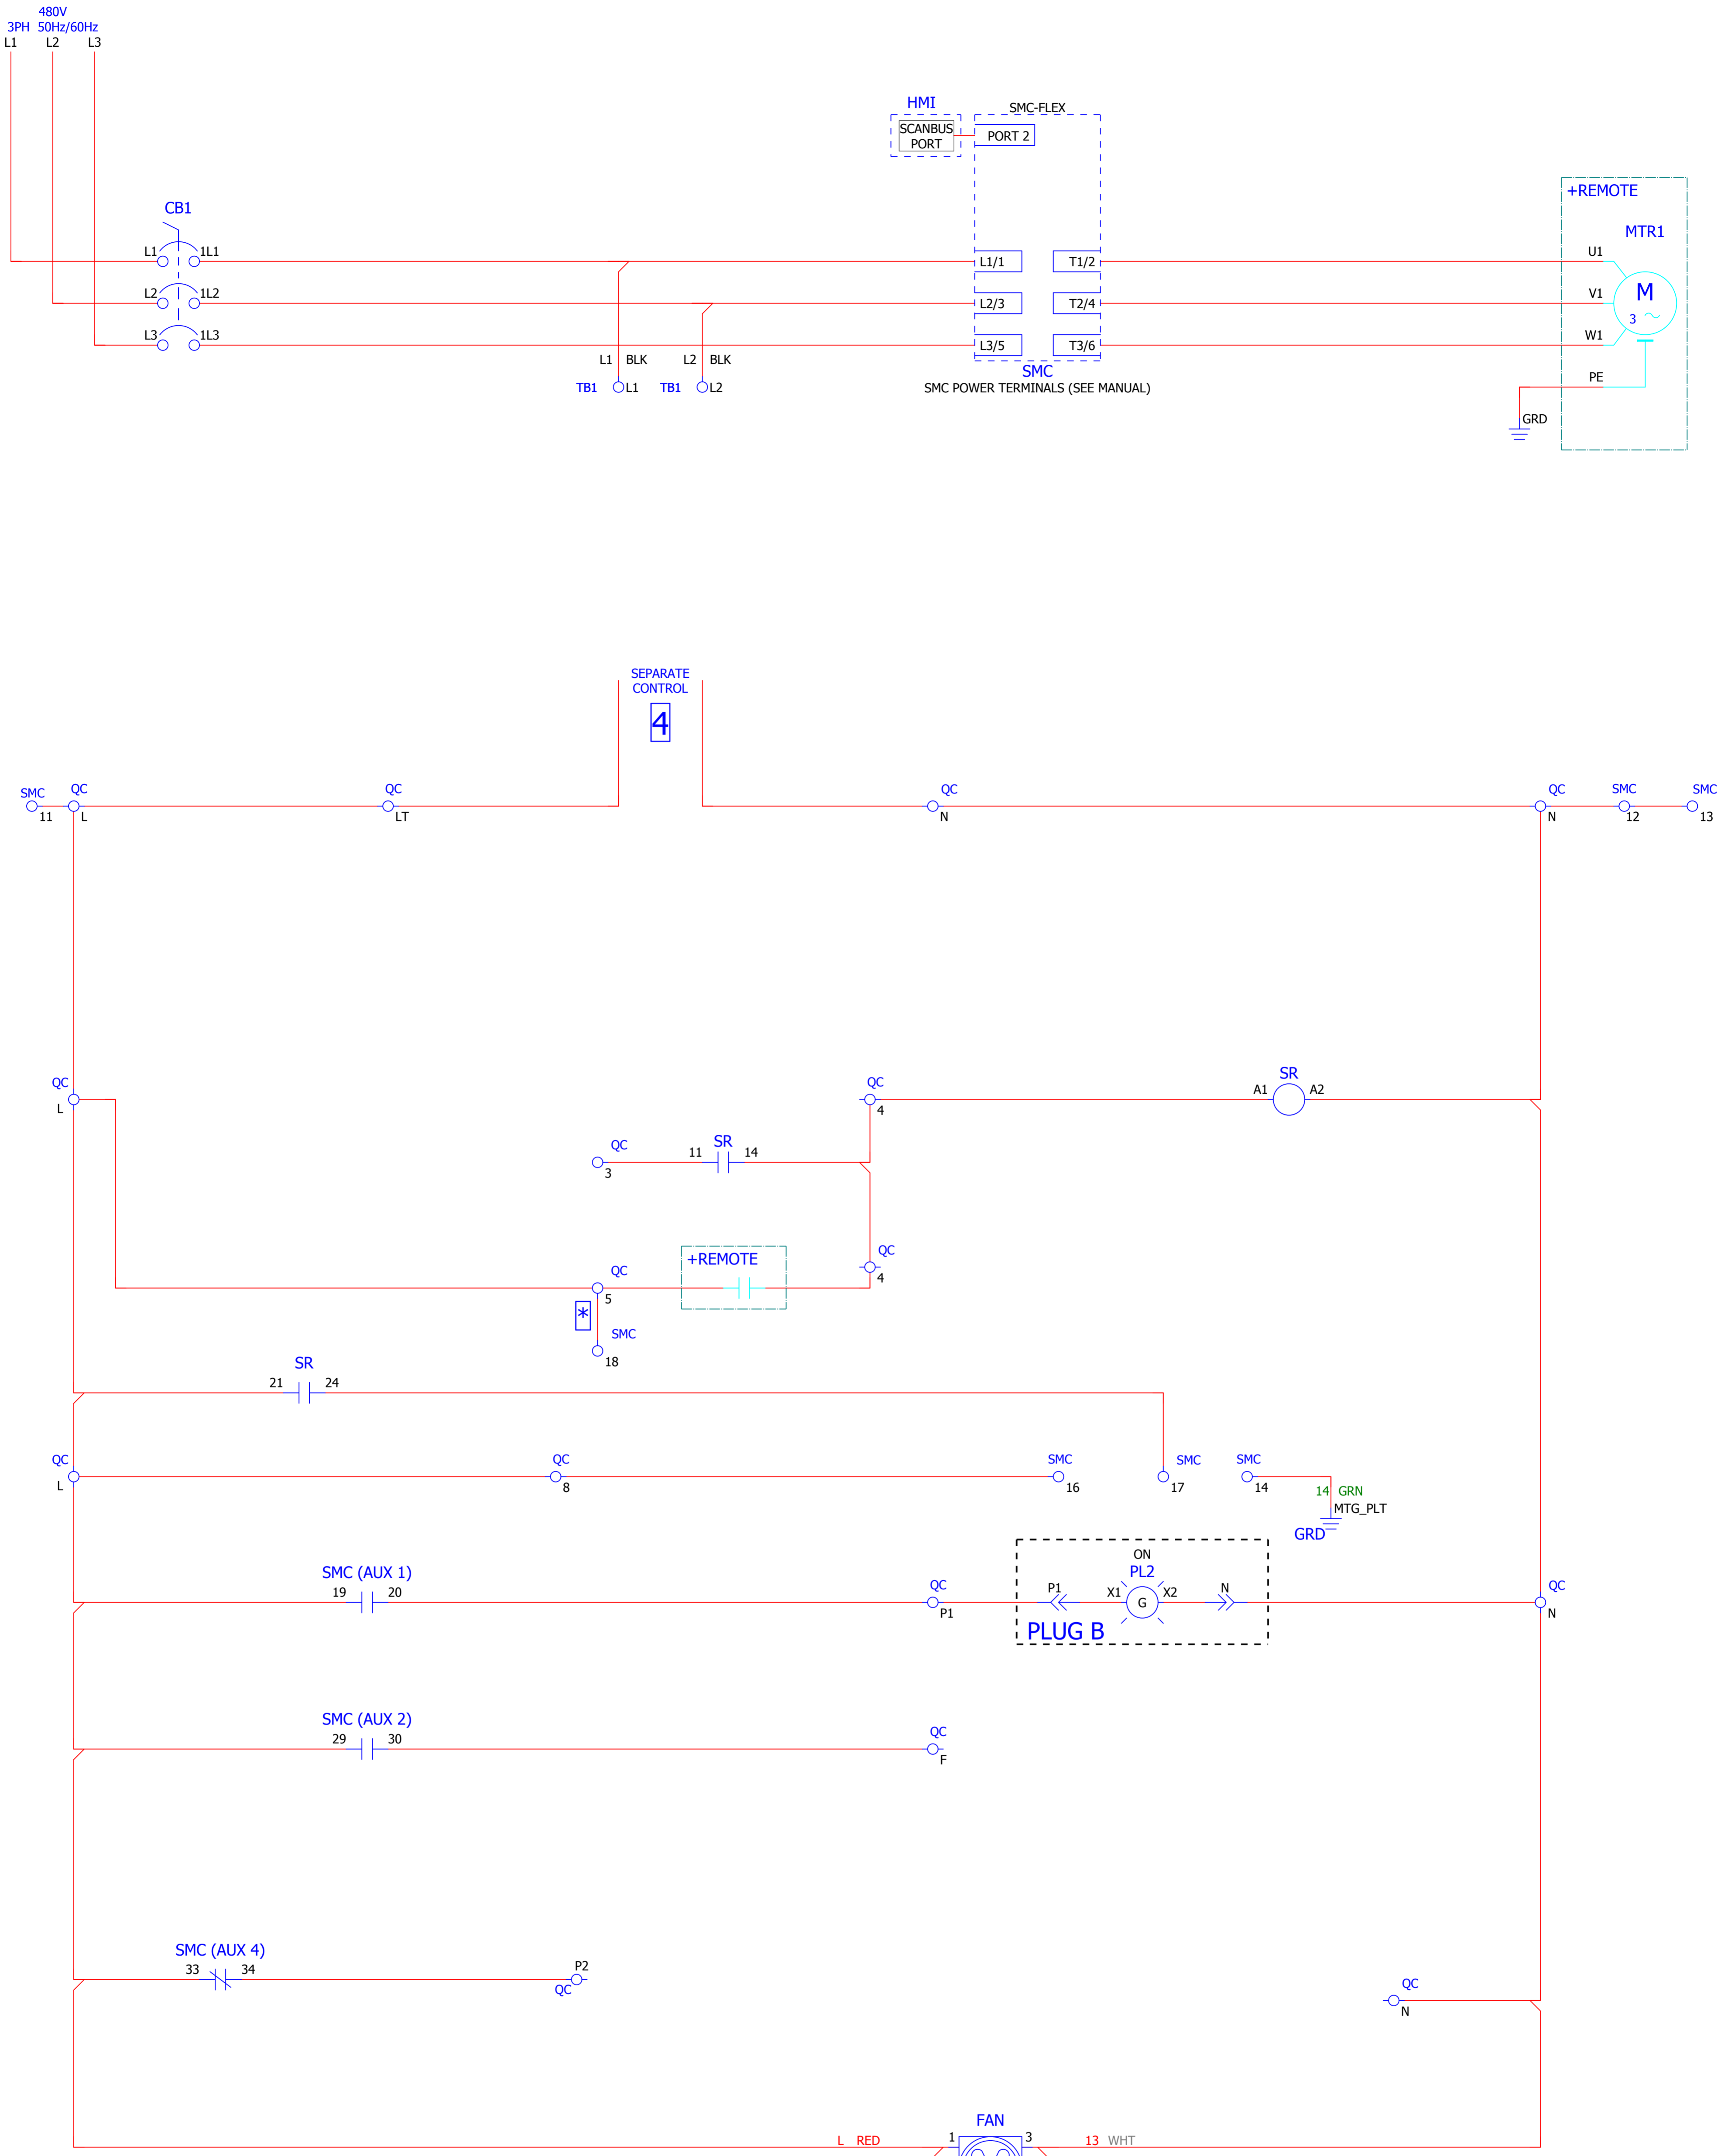 480V
3PH 50Hz/60Hz
L1 L2 L3
HMI
SMC-FLEX
SCANBUS
PORT
PORT 2
+REMOTE
CB1
MTR1
L1 1L1
L1/1 T1/2
U1
L2 1L2
L2/3 T2/4
V1
M
3
L3 1L3
L3/5 T3/6
W1
L1 BLK L2 BLK
SMC
PE
TB1 L1 TB1 L2
SMC POWER TERMINALS (SEE MANUAL)
GRD
SEPARATE
CONTROL
4
SMC QC QC QC QC SMC SMC
11 L LT N N 12 13
QC QC SR
A1 A2
L 4
QC SR
11 14
3
QC
+REMOTE
4
QC
5
*
SMC
18
SR
21 24
QC QC SMC SMC SMC
L 8 16 17 14
14 GRN
MTG_PLT
GRD
ON
SMC (AUX 1)
PL2
19 20
QC
P1 X1 G X2 N
QC
P1
N
PLUG B
SMC (AUX 2)
29 30
QC
F
SMC (AUX 4)
33 34
P2
QC
QC
N
FAN
L RED 1 3 13 WHT